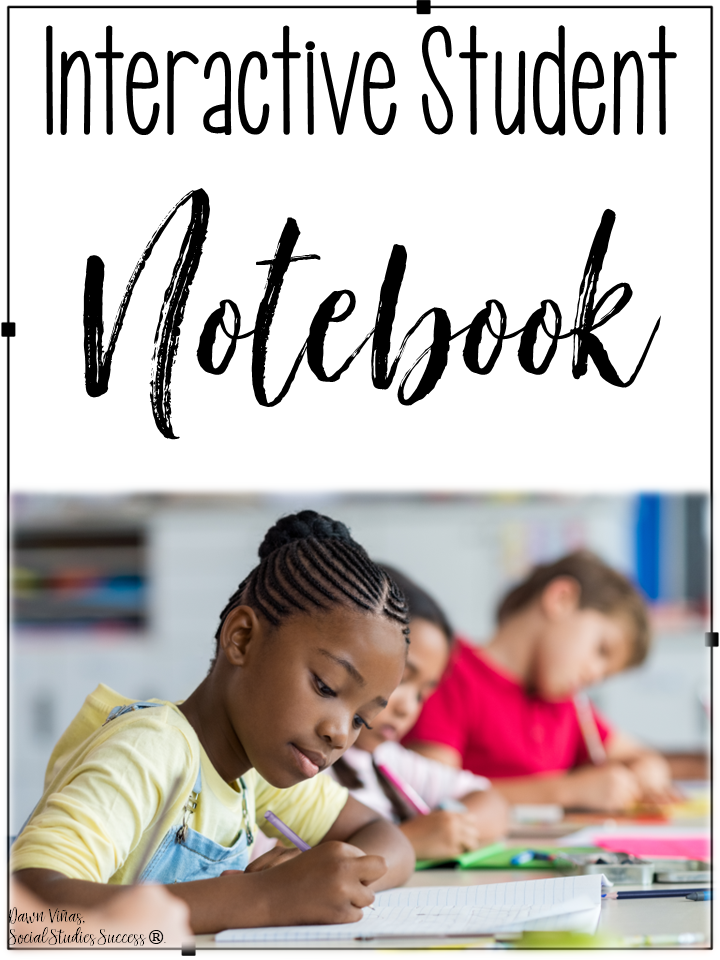 Interactive Student
Notebook
Dawn Viñas,
Social Studies Success ®.